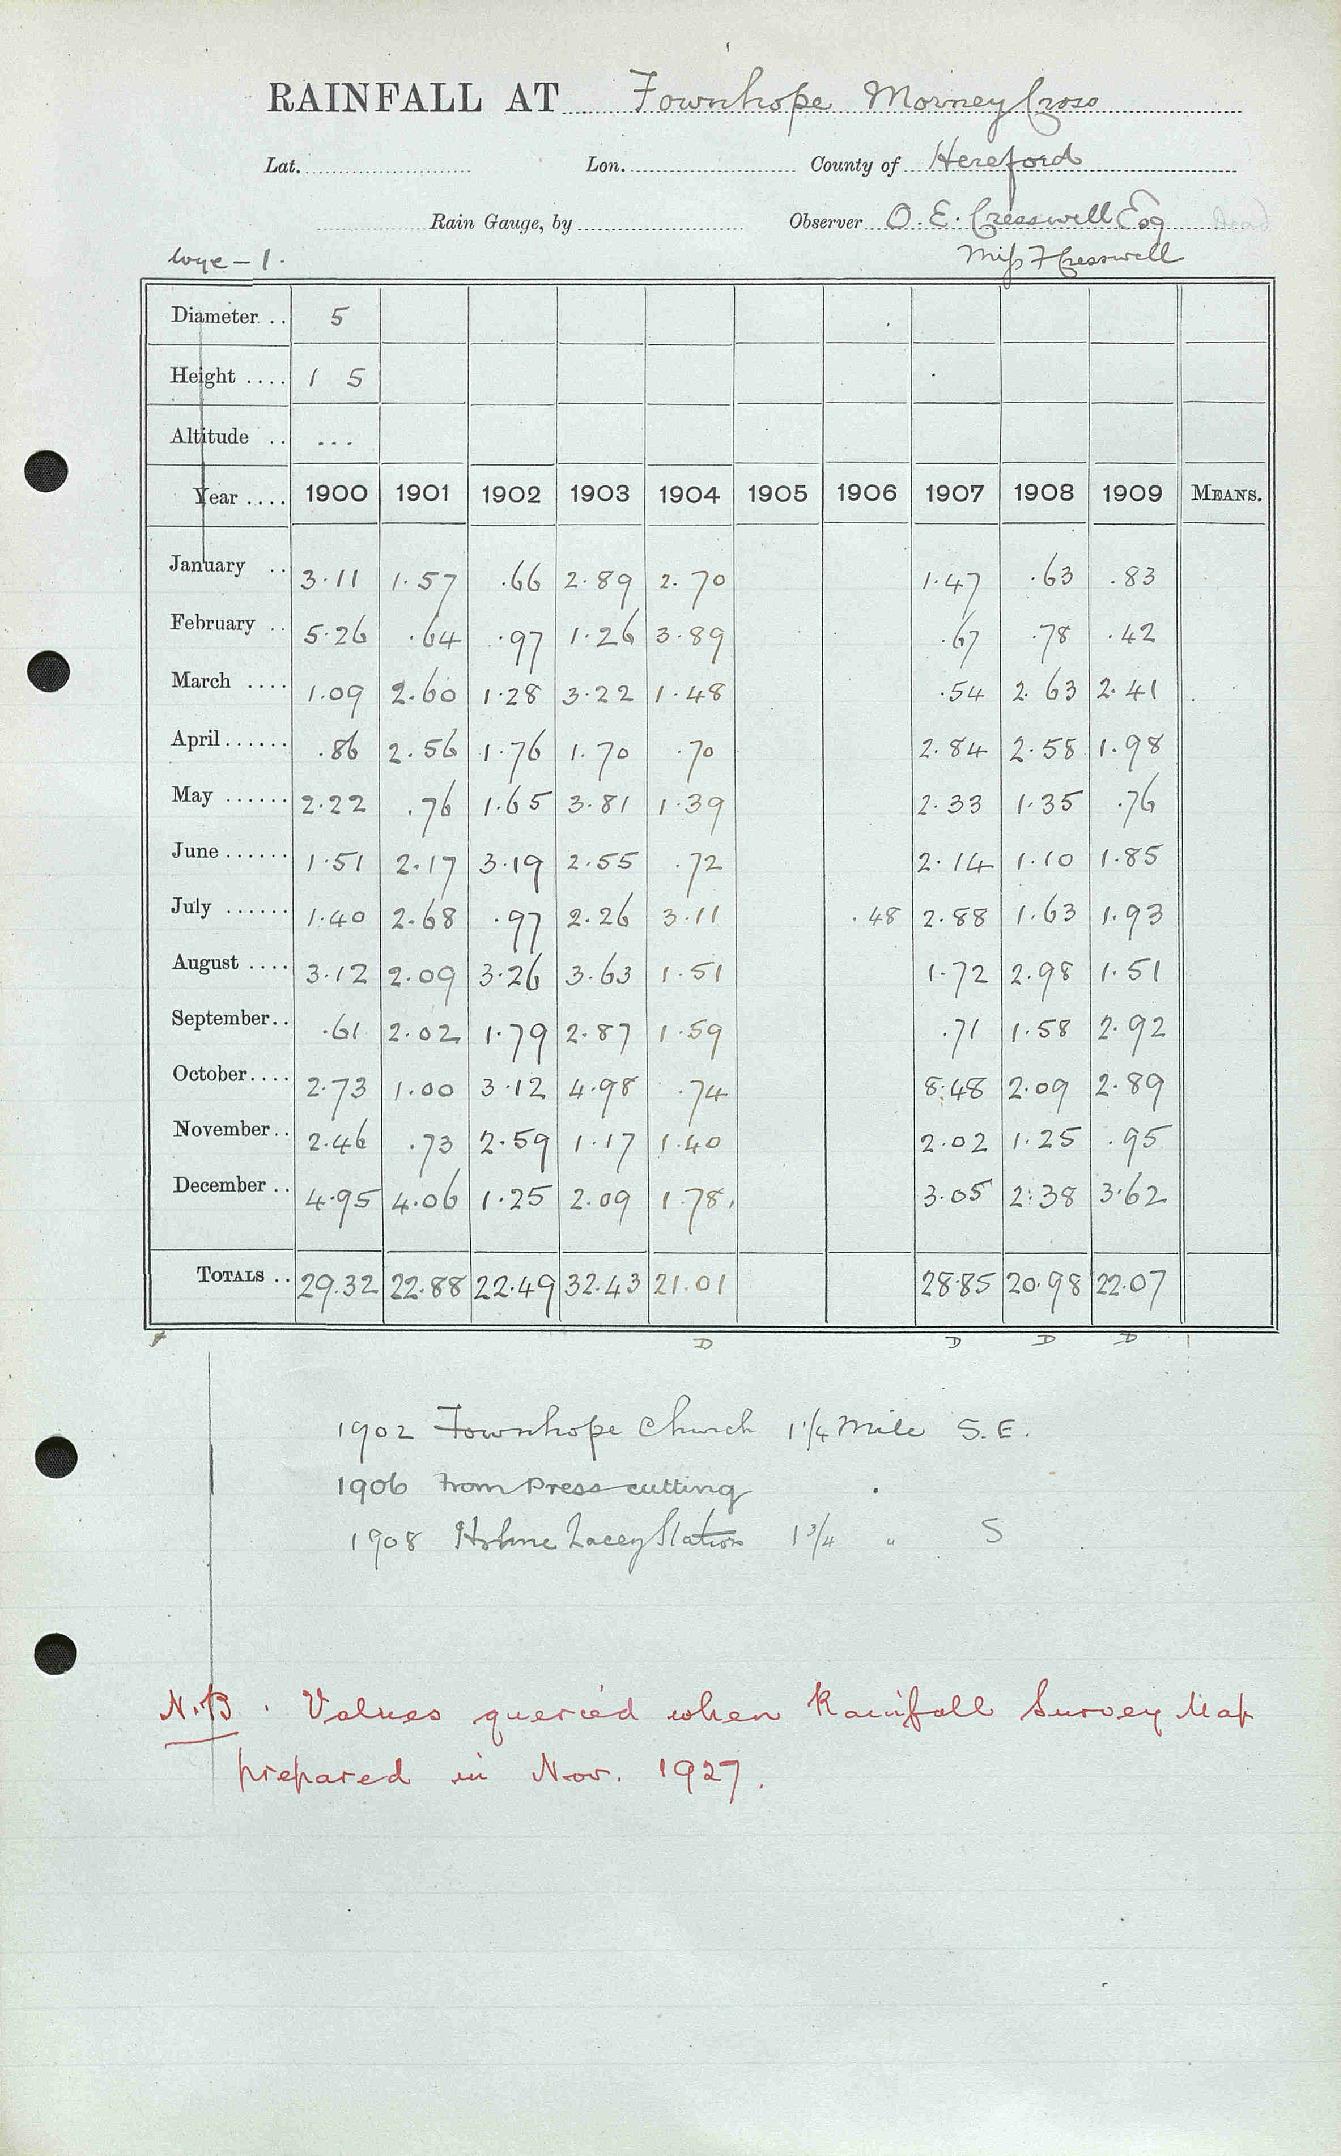 RAINFALL AT Fownhope Morney Cross
Lat. Lon. County of Hereford
Rain Gauge, by Observer O. E. Cresswell Esq Dead
Wye - 1. Miss F Cresswell
Diameter .. 5
Height .... 1 5
Altitude .. ...
Year .... 1900 1901 1902 1903 1904 1905 1906 1907 1908 1909 MEANS.
January .. 3.11 1.57 .66 2.89 2.70 1.47 .63 .83
February .. 5.26 .64 .97 1.26 3.89 .67 .78 .42
March .... 1.09 2.60 1.28 3.22 1.48 .54 2.63 2.41
April ...... .86 2.56 1.76 1.70 .70 2.84 2.58 1.98
May ...... 2.22 .76 1.65 3.81 1.39 2.33 1.35 .76
June ...... 1.51 2.17 3.19 2.55 .72 2.14 1.10 1.85
July ...... 1.40 2.68 .97 2.26 3.11 .48 2.88 1.63 1.93
August .... 3.12 2.09 3.26 3.63 1.51 1.72 2.98 1.51
September.. .61 2.02 1.79 2.87 1.59 .71 1.58 2.92
October.... 2.73 1.00 3.12 4.98 .74 8.48 2.09 2.89
November.. 2.46 .73 2.59 1.17 1.40 2.02 1.25 .95
December .. 4.95 4.06 1.25 2.09 1.78 3.05 2.38 3.62
TOTALS .. 29.32 22.88 22.49 32.43 21.01 28.85 20.98 22.07
D D D D
1902 Fownhope Church 1 1/4 Mile S.E.
1906 From Press cutting
1908 Holme Lacey Station 1 3/4 " S
N.B. Values queried when Rainfall Survey Map
prepared in Nov. 1927.